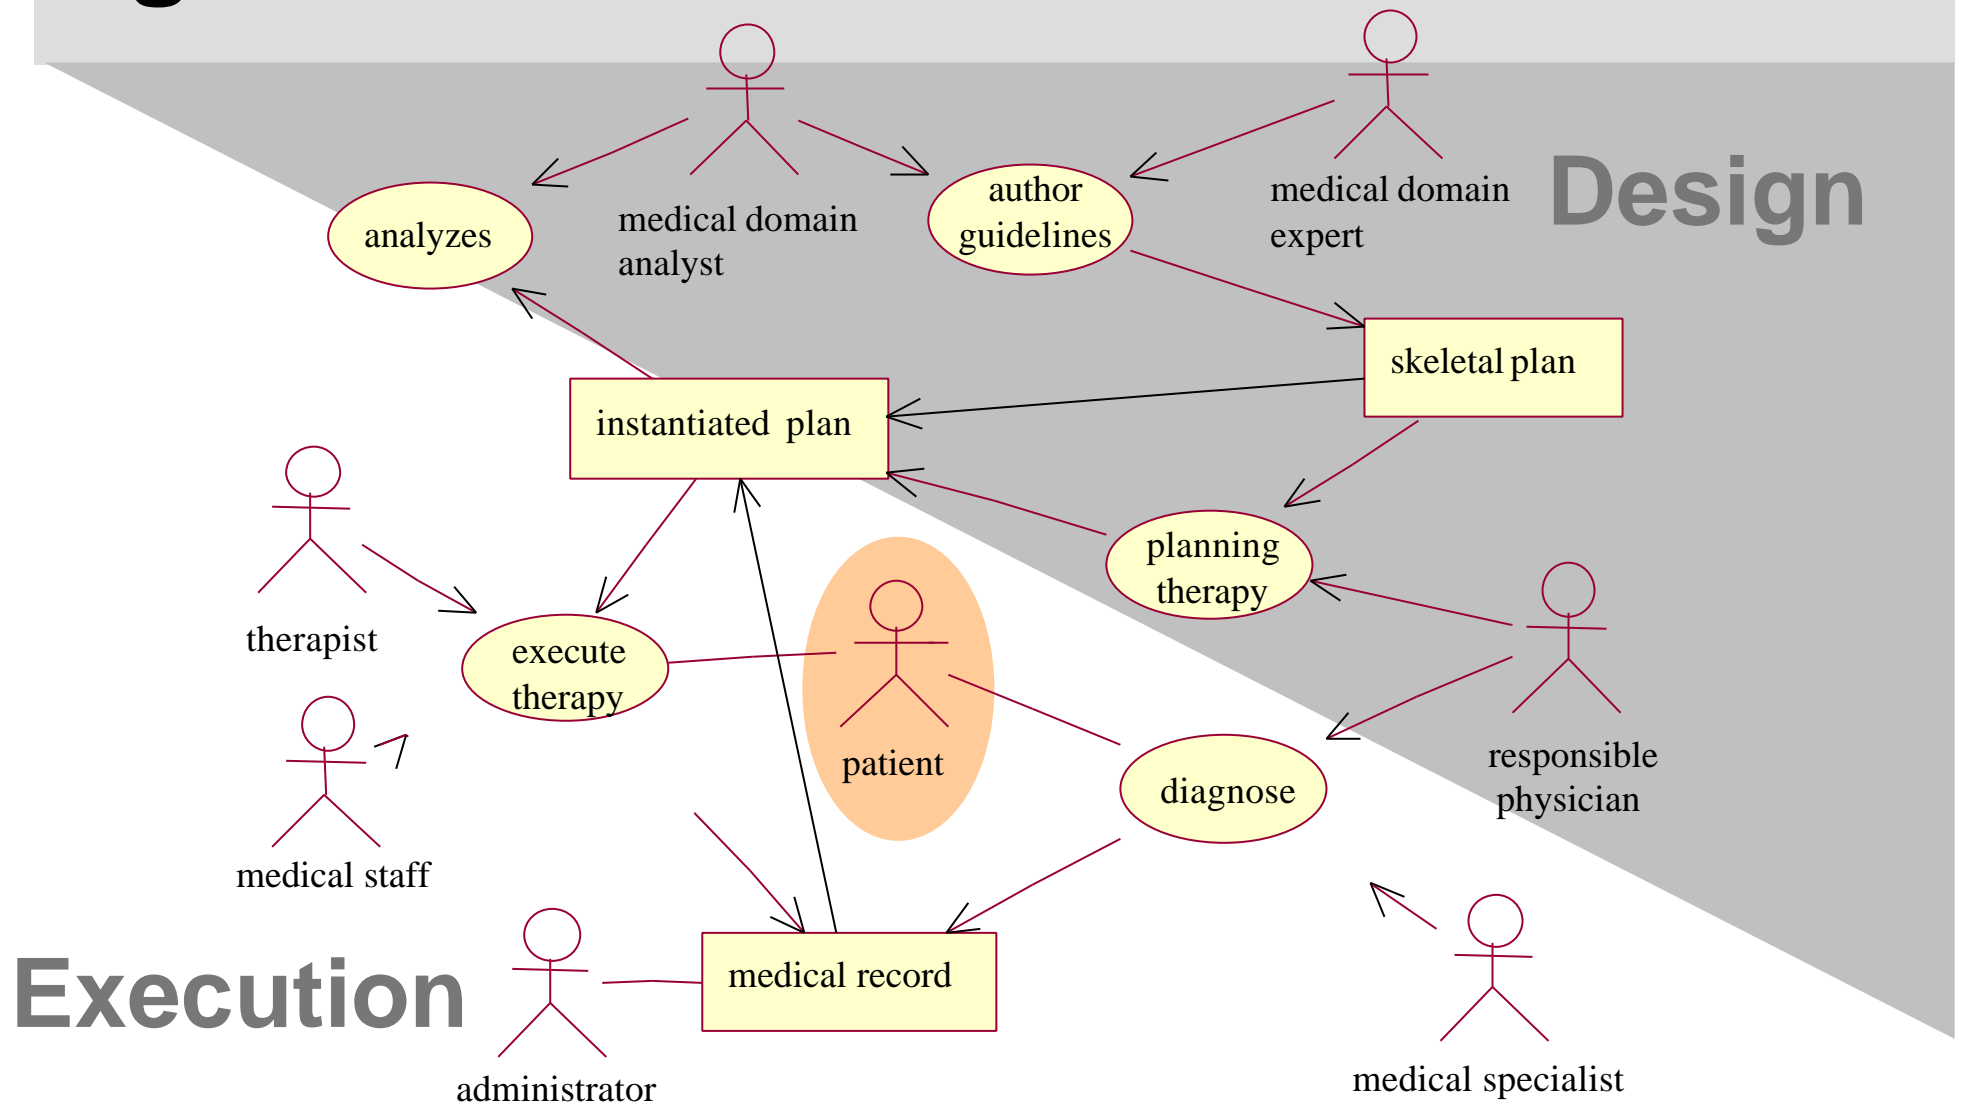 analyzes
medical domain
analyst
author
guidelines
medical domain
expert
Design
skeletal plan
instantiated plan
planning
therapy
therapist
execute
therapy
patient
responsible
physician
diagnose
medical staff
Execution
medical record
administrator
medical specialist